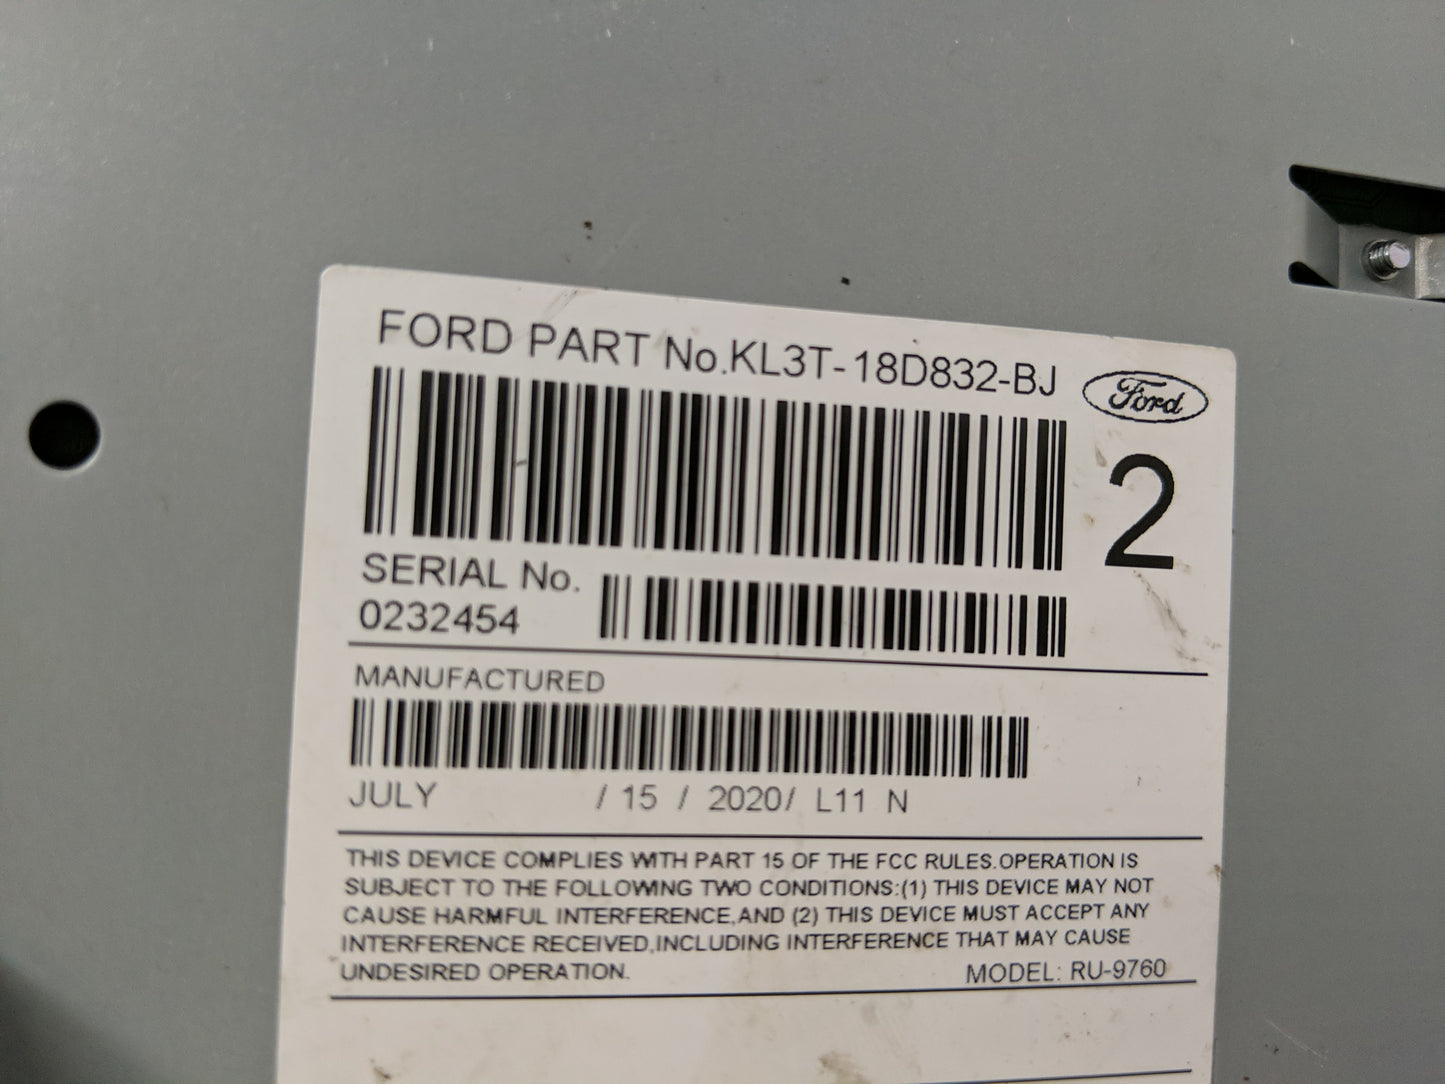 FORD PART No.KL3T-18D832-BJ
Ford
2
SERIAL No.
0232454
MANUFACTURED
JULY / 15 / 2020/ L11 N
THIS DEVICE COMPLIES WITH PART 15 OF THE FCC RULES.OPERATION IS
SUBJECT TO THE FOLLOWING TWO CONDITIONS:(1) THIS DEVICE MAY NOT
CAUSE HARMFUL INTERFERENCE,AND (2) THIS DEVICE MUST ACCEPT ANY
INTERFERENCE RECEIVED,INCLUDING INTERFERENCE THAT MAY CAUSE
UNDESIRED OPERATION. MODEL: RU-9760